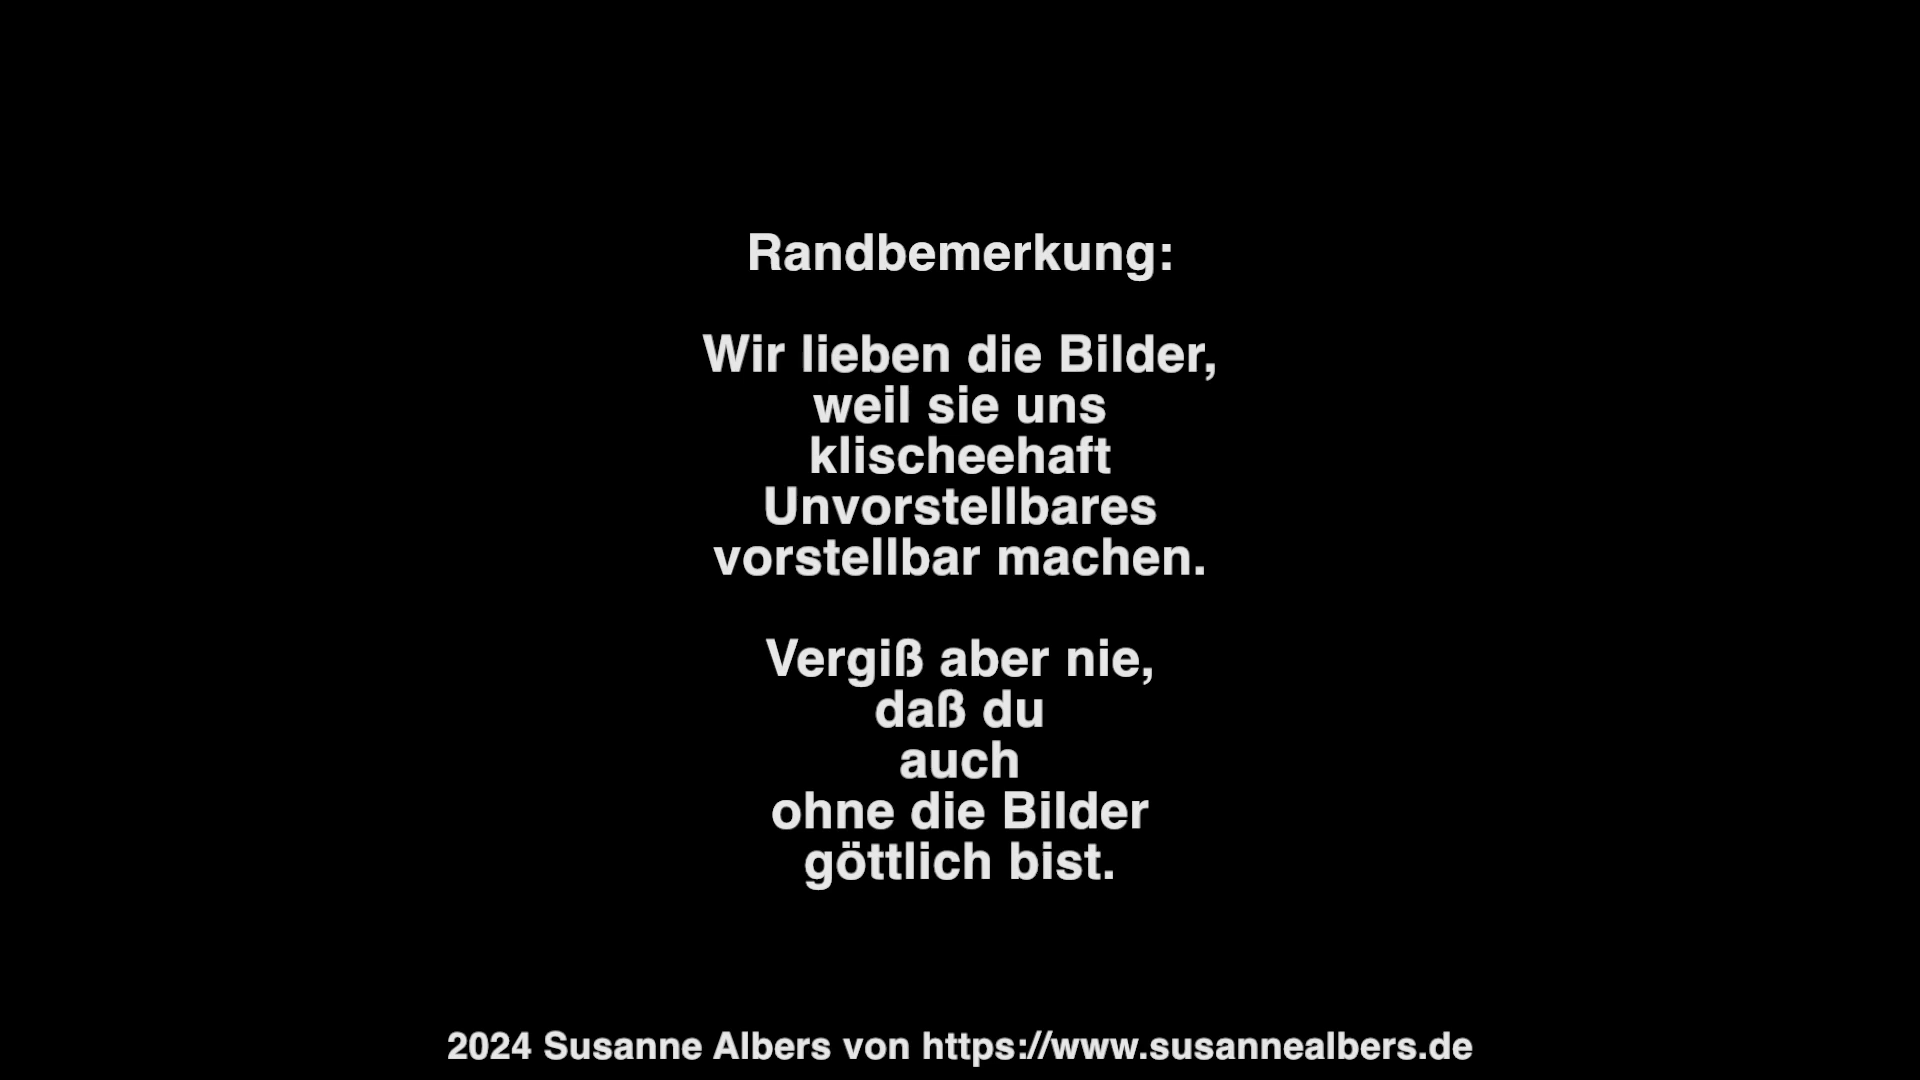 Randbemerkung:
Wir lieben die Bilder,
weil sie uns
klischeehaft
Unvorstellbares
vorstellbar machen.
Vergiß aber nie,
daß du
auch
ohne die Bilder
göttlich bist.
2024 Susanne Albers von https://www.susannealbers.de